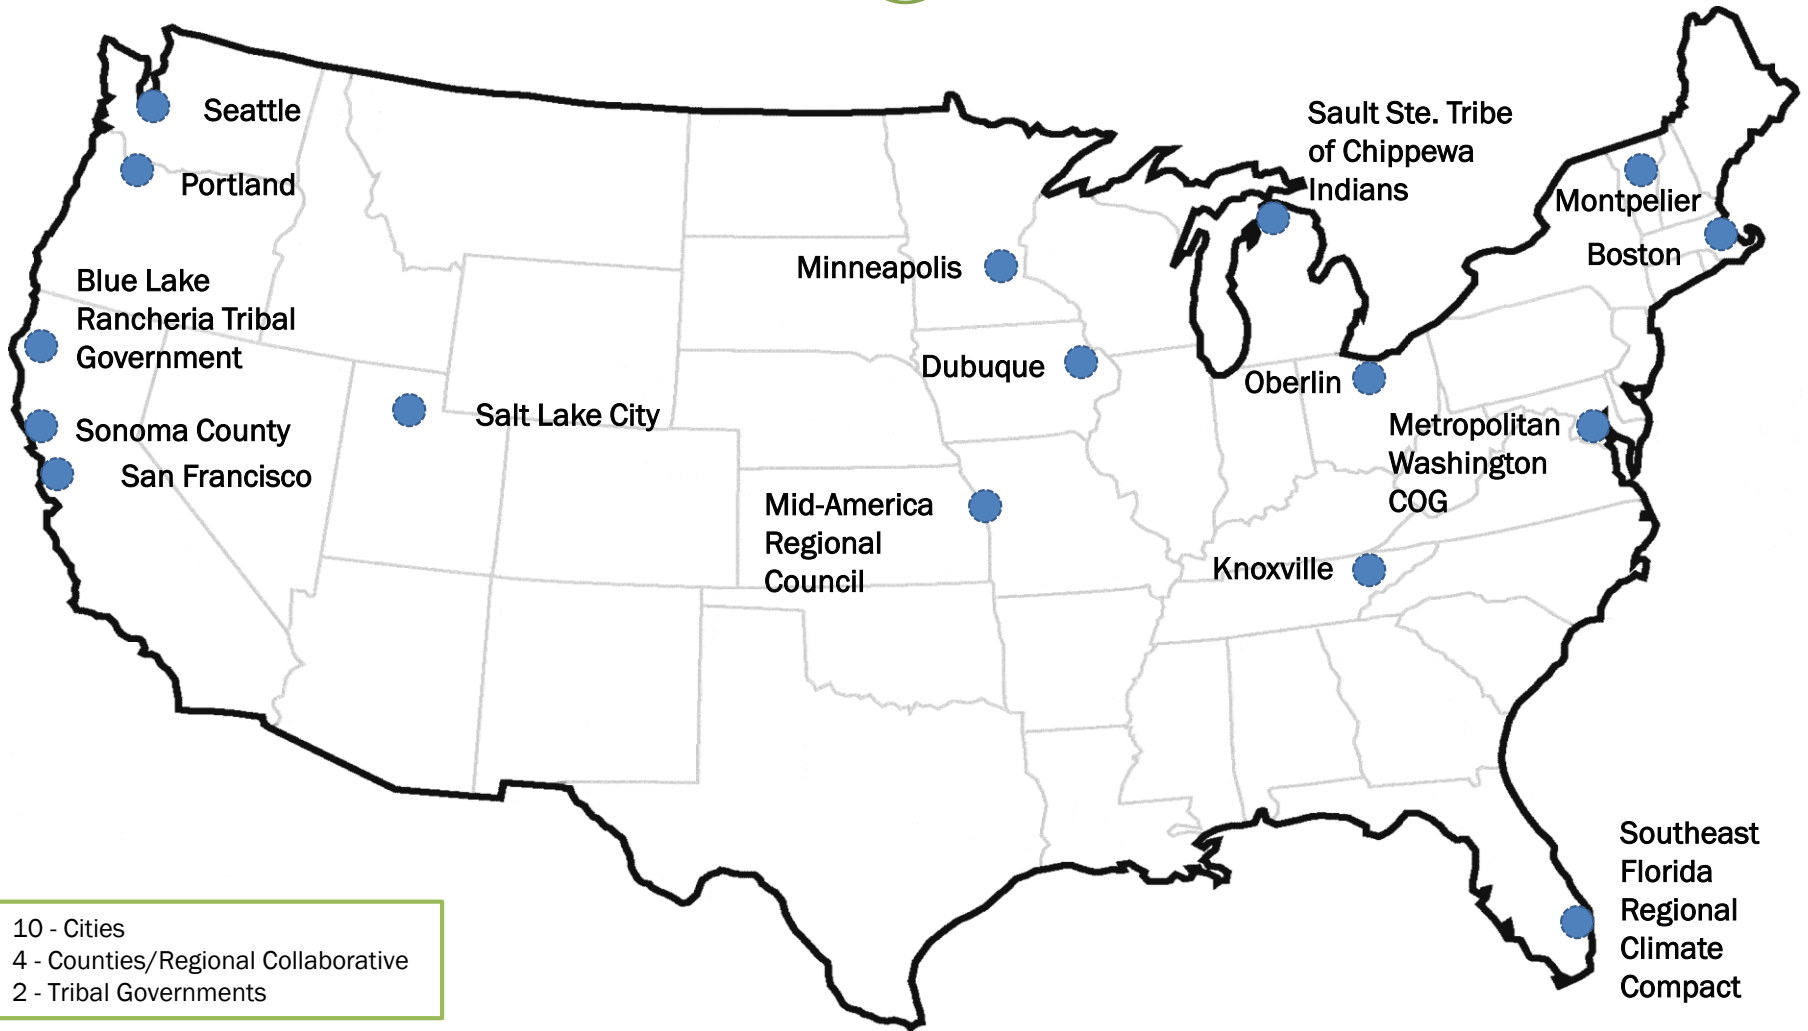 Seattle
Portland
Blue Lake
Rancheria Tribal
Government
Sonoma County
San Francisco
Salt Lake City
Minneapolis
Dubuque
Mid-America
Regional
Council
Sault Ste. Tribe
of Chippewa
Indians
Oberlin
Knoxville
Montpelier
Boston
Metropolitan
Washington
COG
Southeast
Florida
Regional
Climate
Compact
10 - Cities
4 - Counties/Regional Collaborative
2 - Tribal Governments